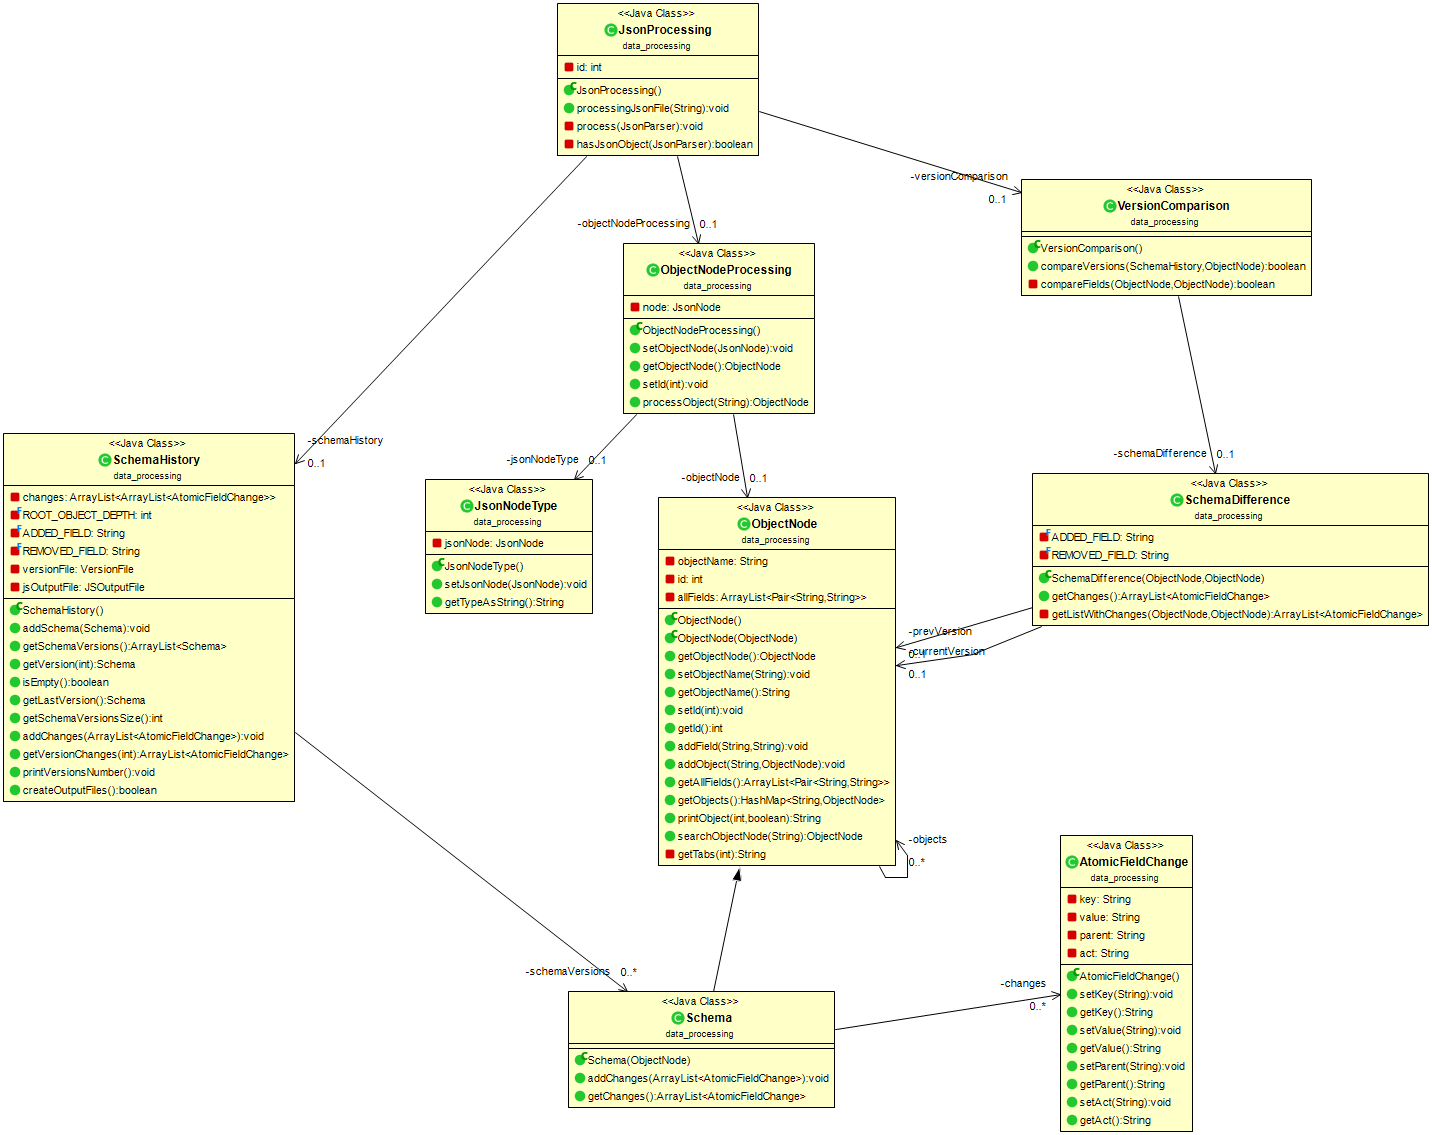 <<Java Class>>
JsonProcessing
data_processing
id: int
JsonProcessing()
processingJsonFile(String):void
process(JsonParser):void
hasJsonObject(JsonParser):boolean
-versionComparison
0..1
<<Java Class>>
VersionComparison
data_processing
VersionComparison()
compareVersions(SchemaHistory,ObjectNode):boolean
compareFields(ObjectNode,ObjectNode):boolean
-objectNodeProcessing
0..1
<<Java Class>>
ObjectNodeProcessing
data_processing
node: JsonNode
ObjectNodeProcessing()
setObjectNode(JsonNode):void
getObjectNode():ObjectNode
setId(int):void
processObject(String):ObjectNode
-schemaHistory
0..1
<<Java Class>>
SchemaHistory
data_processing
changes: ArrayList<ArrayList<AtomicFieldChange>>
ROOT_OBJECT_DEPTH: int
ADDED_FIELD: String
REMOVED_FIELD: String
versionFile: VersionFile
jsOutputFile: JSOutputFile
SchemaHistory()
addSchema(Schema):void
getSchemaVersions():ArrayList<Schema>
getVersion(int):Schema
isEmpty():boolean
getLastVersion():Schema
getSchemaVersionsSize():int
addChanges(ArrayList<AtomicFieldChange>):void
getVersionChanges(int):ArrayList<AtomicFieldChange>
printVersionsNumber():void
createOutputFiles():boolean
-jsonNodeType
0..1
<<Java Class>>
JsonNodeType
data_processing
jsonNode: JsonNode
JsonNodeType()
setJsonNode(JsonNode):void
getTypeAsString():String
-objectNode
0..1
<<Java Class>>
ObjectNode
data_processing
objectName: String
id: int
allFields: ArrayList<Pair<String,String>>
ObjectNode()
ObjectNode(ObjectNode)
getObjectNode():ObjectNode
setObjectName(String):void
getObjectName():String
setId(int):void
getId():int
addField(String,String):void
addObject(String,ObjectNode):void
getAllFields():ArrayList<Pair<String,String>>
getObjects():HashMap<String,ObjectNode>
printObject(int,boolean):String
searchObjectNode(String):ObjectNode
getTabs(int):String
-schemaDifference
0..1
<<Java Class>>
SchemaDifference
data_processing
ADDED_FIELD: String
REMOVED_FIELD: String
SchemaDifference(ObjectNode,ObjectNode)
getChanges():ArrayList<AtomicFieldChange>
getListWithChanges(ObjectNode,ObjectNode):ArrayList<AtomicFieldChange>
-prevVersion
0..1
-currentVersion
0..1
-objects
0..*
-schemaVersions
0..*
<<Java Class>>
Schema
data_processing
Schema(ObjectNode)
addChanges(ArrayList<AtomicFieldChange>):void
getChanges():ArrayList<AtomicFieldChange>
-changes
0..*
<<Java Class>>
AtomicFieldChange
data_processing
key: String
value: String
parent: String
act: String
AtomicFieldChange()
setKey(String):void
getKey():String
setValue(String):void
getValue():String
setParent(String):void
getParent():String
setAct(String):void
getAct():String